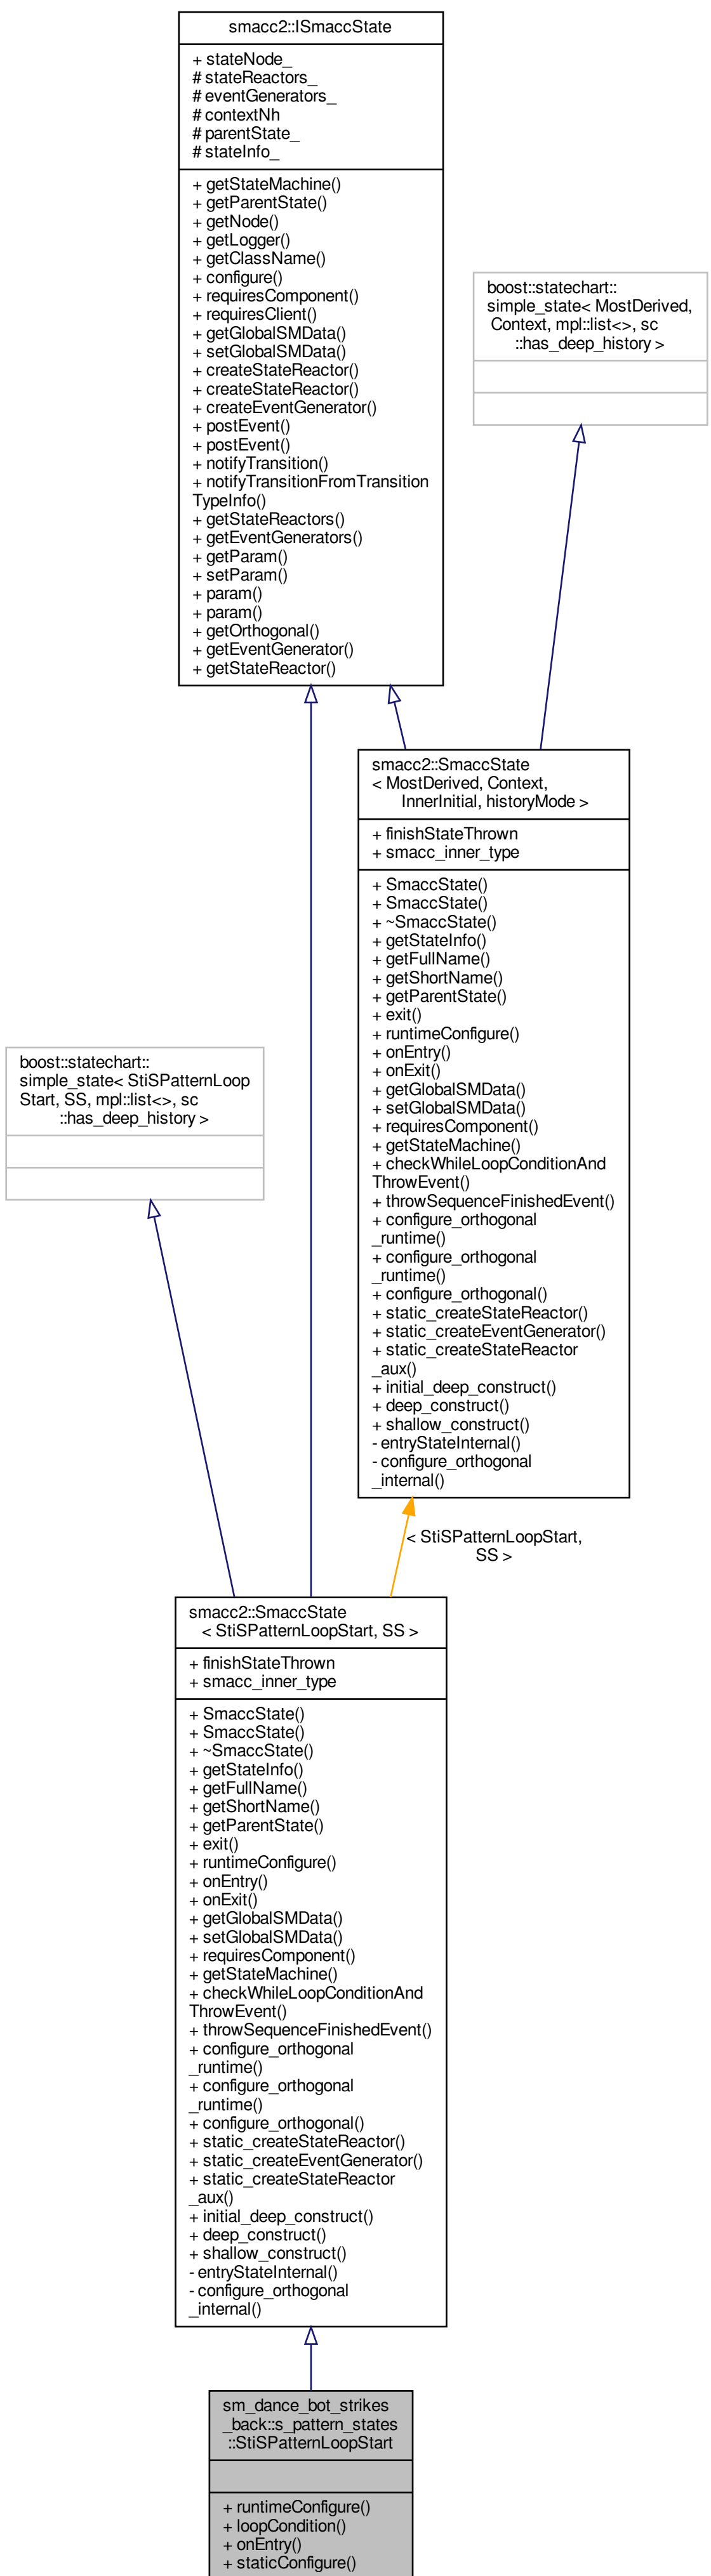 smacc2::ISmaccState
+ stateNode_
# stateReactors_
# eventGenerators_
# contextNh
# parentState_
# stateInfo_
+ getStateMachine()
+ getParentState()
+ getNode()
+ getLogger()
+ getClassName()
+ configure()
+ requiresComponent()
+ requiresClient()
+ getGlobalSMData()
+ setGlobalSMData()
+ createStateReactor()
+ createStateReactor()
+ createEventGenerator()
+ postEvent()
+ postEvent()
+ notifyTransition()
+ notifyTransitionFromTransition
TypeInfo()
+ getStateReactors()
+ getEventGenerators()
+ getParam()
+ setParam()
+ param()
+ param()
+ getOrthogonal()
+ getEventGenerator()
+ getStateReactor()
boost::statechart::
simple_state< MostDerived,
Context, mpl::list<>, sc
::has_deep_history >
smacc2::SmaccState
< MostDerived, Context,
InnerInitial, historyMode >
+ finishStateThrown
+ smacc_inner_type
+ SmaccState()
+ SmaccState()
+ ~SmaccState()
+ getStateInfo()
+ getFullName()
+ getShortName()
+ getParentState()
+ exit()
+ runtimeConfigure()
+ onEntry()
+ onExit()
+ getGlobalSMData()
+ setGlobalSMData()
+ requiresComponent()
+ getStateMachine()
+ checkWhileLoopConditionAnd
ThrowEvent()
+ throwSequenceFinishedEvent()
+ configure_orthogonal
_runtime()
+ configure_orthogonal
_runtime()
+ configure_orthogonal()
+ static_createStateReactor()
+ static_createEventGenerator()
+ static_createStateReactor
_aux()
+ initial_deep_construct()
+ deep_construct()
+ shallow_construct()
- entryStateInternal()
- configure_orthogonal
_internal()
boost::statechart::
simple_state< StiSPatternLoop
Start, SS, mpl::list<>, sc
::has_deep_history >
< StiSPatternLoopStart,
SS >
smacc2::SmaccState
< StiSPatternLoopStart, SS >
+ finishStateThrown
+ smacc_inner_type
+ SmaccState()
+ SmaccState()
+ ~SmaccState()
+ getStateInfo()
+ getFullName()
+ getShortName()
+ getParentState()
+ exit()
+ runtimeConfigure()
+ onEntry()
+ onExit()
+ getGlobalSMData()
+ setGlobalSMData()
+ requiresComponent()
+ getStateMachine()
+ checkWhileLoopConditionAnd
ThrowEvent()
+ throwSequenceFinishedEvent()
+ configure_orthogonal
_runtime()
+ configure_orthogonal
_runtime()
+ configure_orthogonal()
+ static_createStateReactor()
+ static_createEventGenerator()
+ static_createStateReactor
_aux()
+ initial_deep_construct()
+ deep_construct()
+ shallow_construct()
- entryStateInternal()
- configure_orthogonal
_internal()
sm_dance_bot_strikes
_back::s_pattern_states
::StiSPatternLoopStart
+ runtimeConfigure()
+ loopCondition()
+ onEntry()
+ staticConfigure()